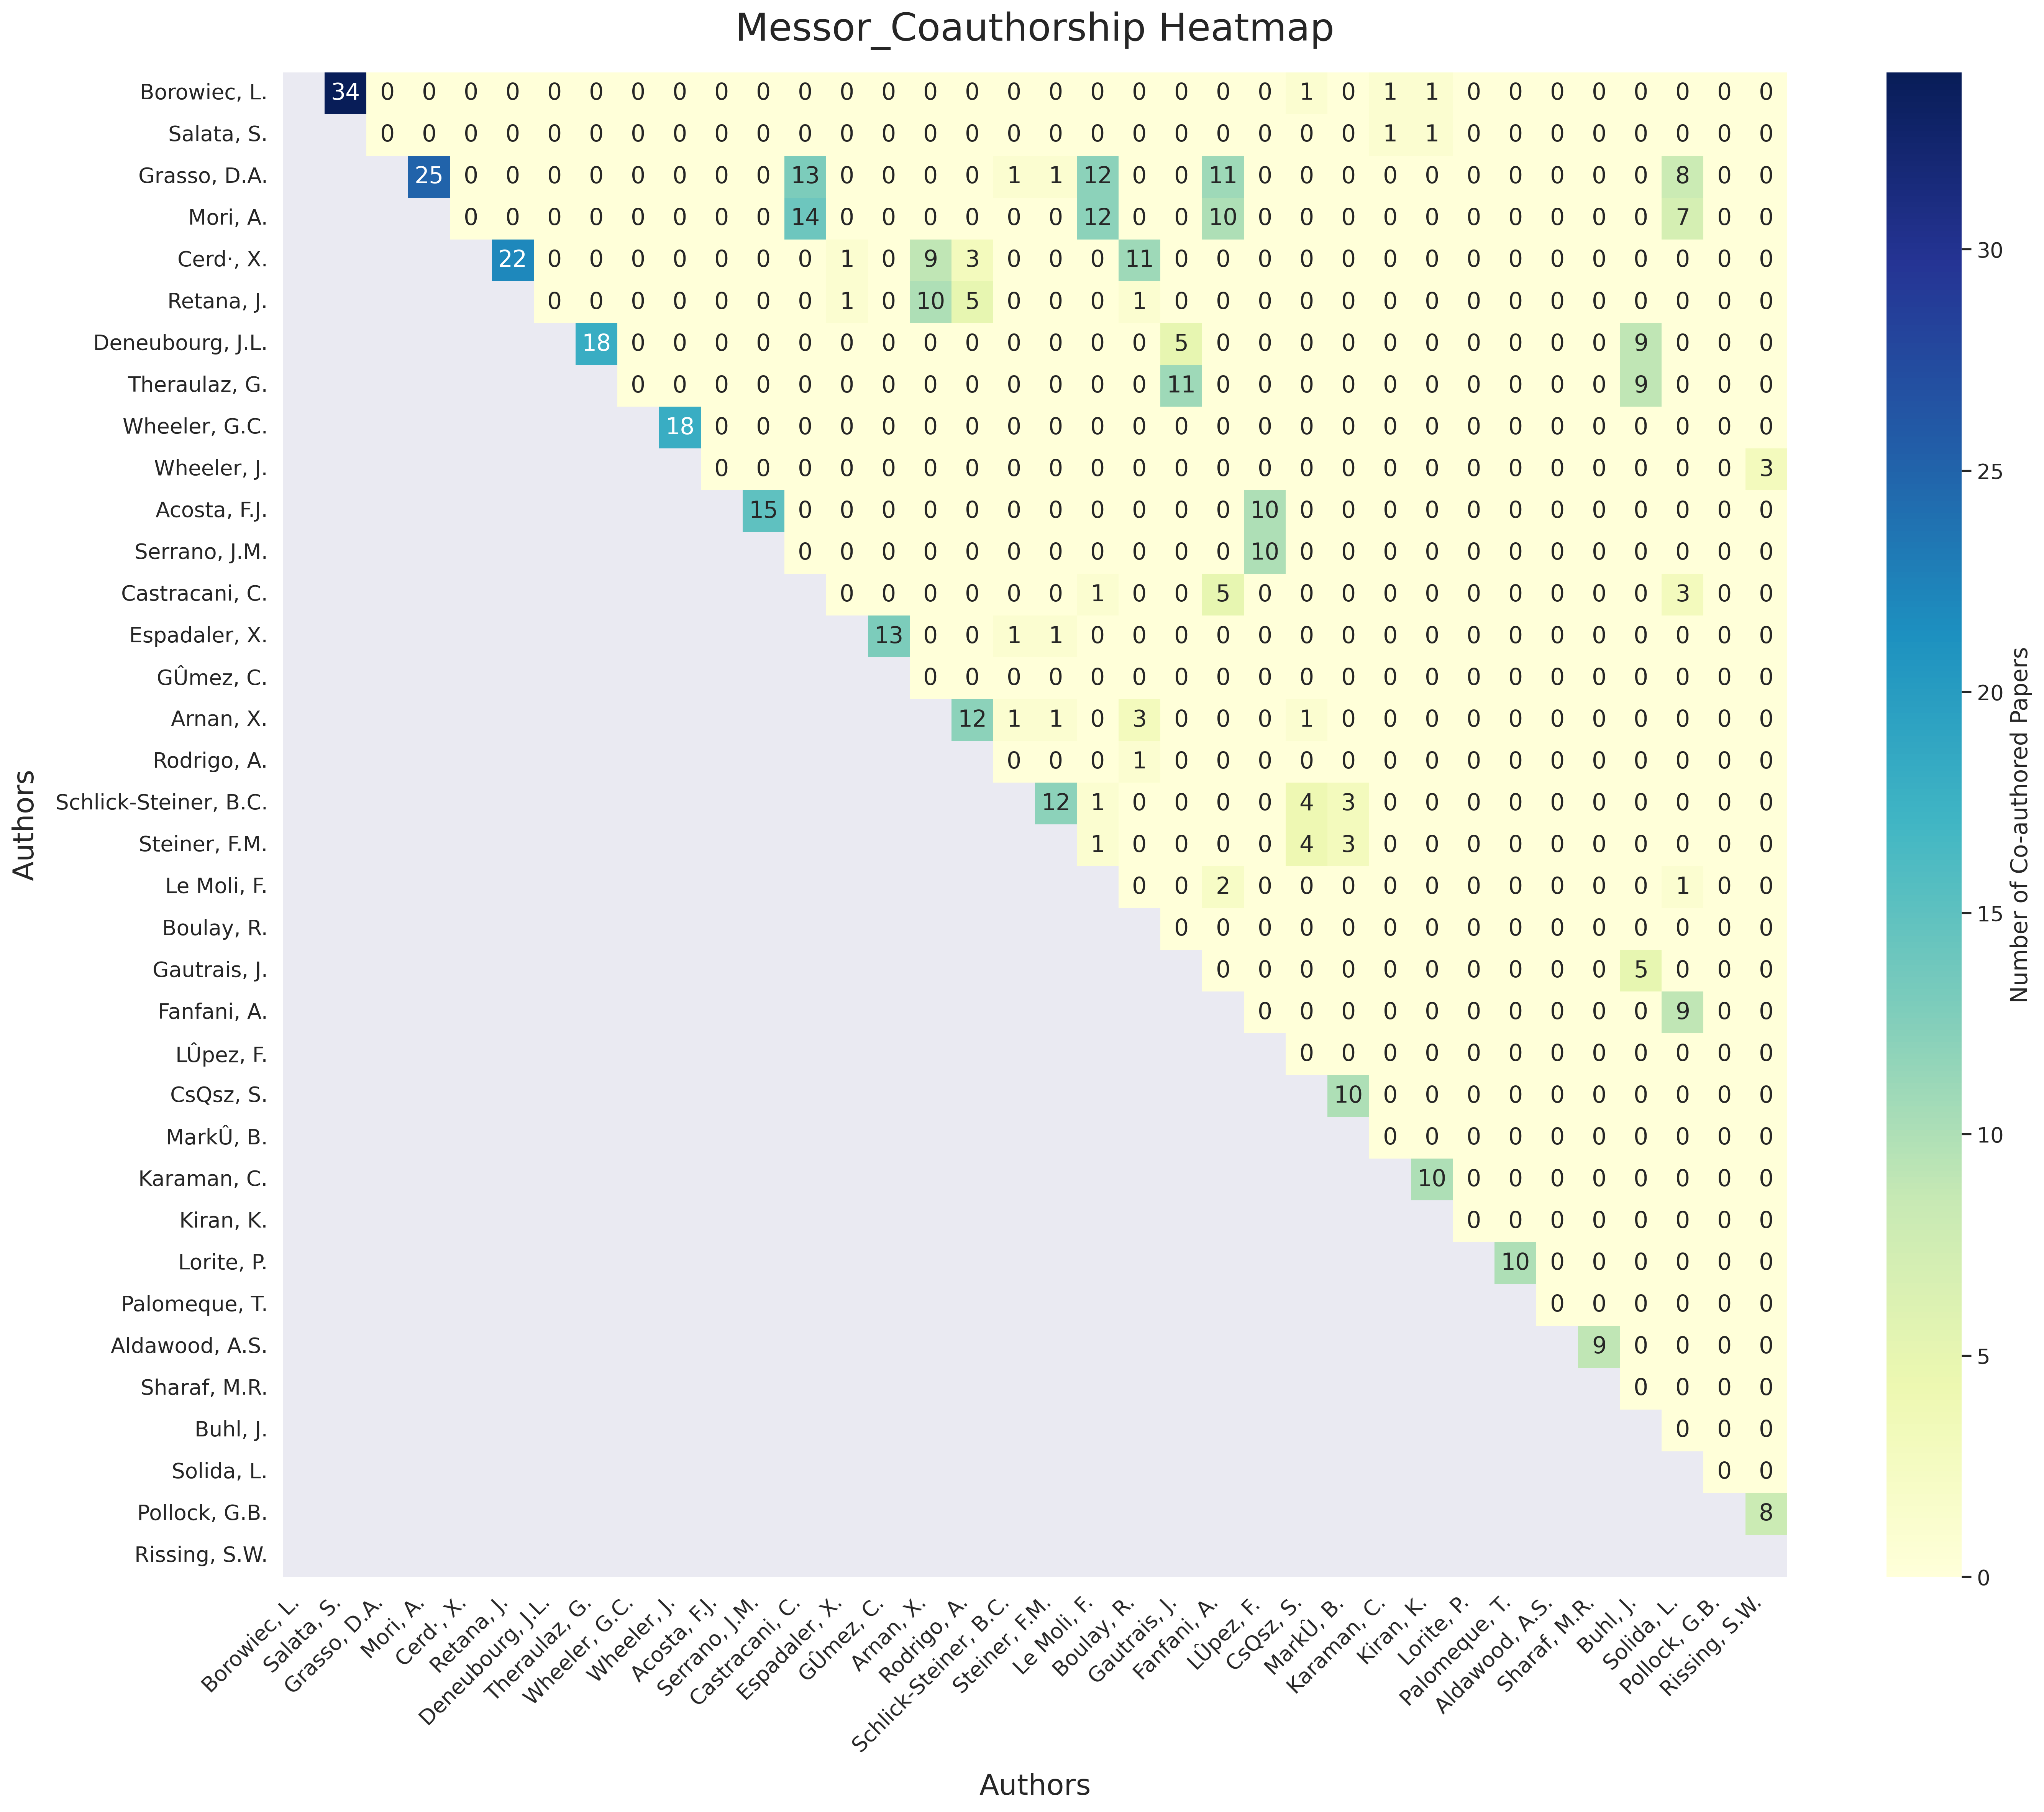 Messor_Coauthorship Heatmap
Borowiec, L. 34 0 0 0 0 0 0 0 0 0 0 0 0 0 0 0 0 0 0 0 0 0 0 1 0 1 1 0 0 0 0 0 0 0 0
Salata, S. 0 0 0 0 0 0 0 0 0 0 0 0 0 0 0 0 0 0 0 0 0 0 0 0 1 1 0 0 0 0 0 0 0 0
Grasso, D.A. 25 0 0 0 0 0 0 0 0 13 0 0 0 0 1 1 12 0 0 11 0 0 0 0 0 0 0 0 0 0 8 0 0
Mori, A. 0 0 0 0 0 0 0 0 14 0 0 0 0 0 0 12 0 0 10 0 0 0 0 0 0 0 0 0 0 7 0 0
Cerd·, X. 22 0 0 0 0 0 0 0 1 0 9 3 0 0 0 11 0 0 0 0 0 0 0 0 0 0 0 0 0 0 0
Retana, J. 0 0 0 0 0 0 0 1 0 10 5 0 0 0 1 0 0 0 0 0 0 0 0 0 0 0 0 0 0 0
Deneubourg, J.L. 18 0 0 0 0 0 0 0 0 0 0 0 0 0 5 0 0 0 0 0 0 0 0 0 0 9 0 0 0
Theraulaz, G. 0 0 0 0 0 0 0 0 0 0 0 0 0 11 0 0 0 0 0 0 0 0 0 0 9 0 0 0
Wheeler, G.C. 18 0 0 0 0 0 0 0 0 0 0 0 0 0 0 0 0 0 0 0 0 0 0 0 0 0 0
Wheeler, J. 0 0 0 0 0 0 0 0 0 0 0 0 0 0 0 0 0 0 0 0 0 0 0 0 0 3
Acosta, F.J. 15 0 0 0 0 0 0 0 0 0 0 0 10 0 0 0 0 0 0 0 0 0 0 0 0
Serrano, J.M. 0 0 0 0 0 0 0 0 0 0 0 10 0 0 0 0 0 0 0 0 0 0 0 0
Castracani, C. 0 0 0 0 0 0 1 0 0 5 0 0 0 0 0 0 0 0 0 0 3 0 0
Espadaler, X. 13 0 0 1 1 0 0 0 0 0 0 0 0 0 0 0 0 0 0 0 0 0
GÛmez, C. 0 0 0 0 0 0 0 0 0 0 0 0 0 0 0 0 0 0 0 0 0
Arnan, X. 12 1 1 0 3 0 0 0 1 0 0 0 0 0 0 0 0 0 0 0
Rodrigo, A. 0 0 0 1 0 0 0 0 0 0 0 0 0 0 0 0 0 0 0
Schlick-Steiner, B.C. 12 1 0 0 0 0 4 3 0 0 0 0 0 0 0 0 0 0
Steiner, F.M. 1 0 0 0 0 4 3 0 0 0 0 0 0 0 0 0 0
Le Moli, F. 0 0 2 0 0 0 0 0 0 0 0 0 0 1 0 0
Boulay, R. 0 0 0 0 0 0 0 0 0 0 0 0 0 0 0
Gautrais, J. 0 0 0 0 0 0 0 0 0 0 5 0 0 0
Fanfani, A. 0 0 0 0 0 0 0 0 0 0 9 0 0
LÛpez, F. 0 0 0 0 0 0 0 0 0 0 0 0
CsQsz, S. 10 0 0 0 0 0 0 0 0 0 0
MarkÛ, B. 0 0 0 0 0 0 0 0 0 0
Karaman, C. 10 0 0 0 0 0 0 0 0
Kiran, K. 0 0 0 0 0 0 0 0
Lorite, P. 10 0 0 0 0 0 0
Palomeque, T. 0 0 0 0 0 0
Aldawood, A.S. 9 0 0 0 0
Sharaf, M.R. 0 0 0 0
Buhl, J. 0 0 0
Solida, L. 0 0
Pollock, G.B. 8
Rissing, S.W.
Authors
Borowiec, L.
Salata, S.
Grasso, D.A.
Mori, A.
Cerd·, X.
Retana, J.
Deneubourg, J.L.
Theraulaz, G.
Wheeler, G.C.
Wheeler, J.
Acosta, F.J.
Serrano, J.M.
Castracani, C.
Espadaler, X.
GÛmez, C.
Arnan, X.
Rodrigo, A.
Schlick-Steiner, B.C.
Steiner, F.M.
Le Moli, F.
Boulay, R.
Gautrais, J.
Fanfani, A.
LÛpez, F.
CsQsz, S.
MarkÛ, B.
Karaman, C.
Kiran, K.
Lorite, P.
Palomeque, T.
Aldawood, A.S.
Sharaf, M.R.
Buhl, J.
Solida, L.
Pollock, G.B.
Rissing, S.W.
Authors
30
25
20
15
10
5
0
Number of Co-authored Papers